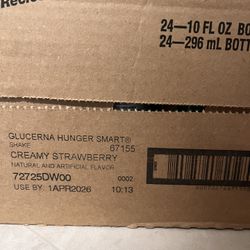 24—10 FL OZ BO
24—296 mL BOTT
GLUCERNA HUNGER SMART®
SHAKE 67155
CREAMY STRAWBERRY
NATURAL AND ARTIFICIAL FLAVOR
72725DW00 0002
USE BY: 1APR2026 10:13